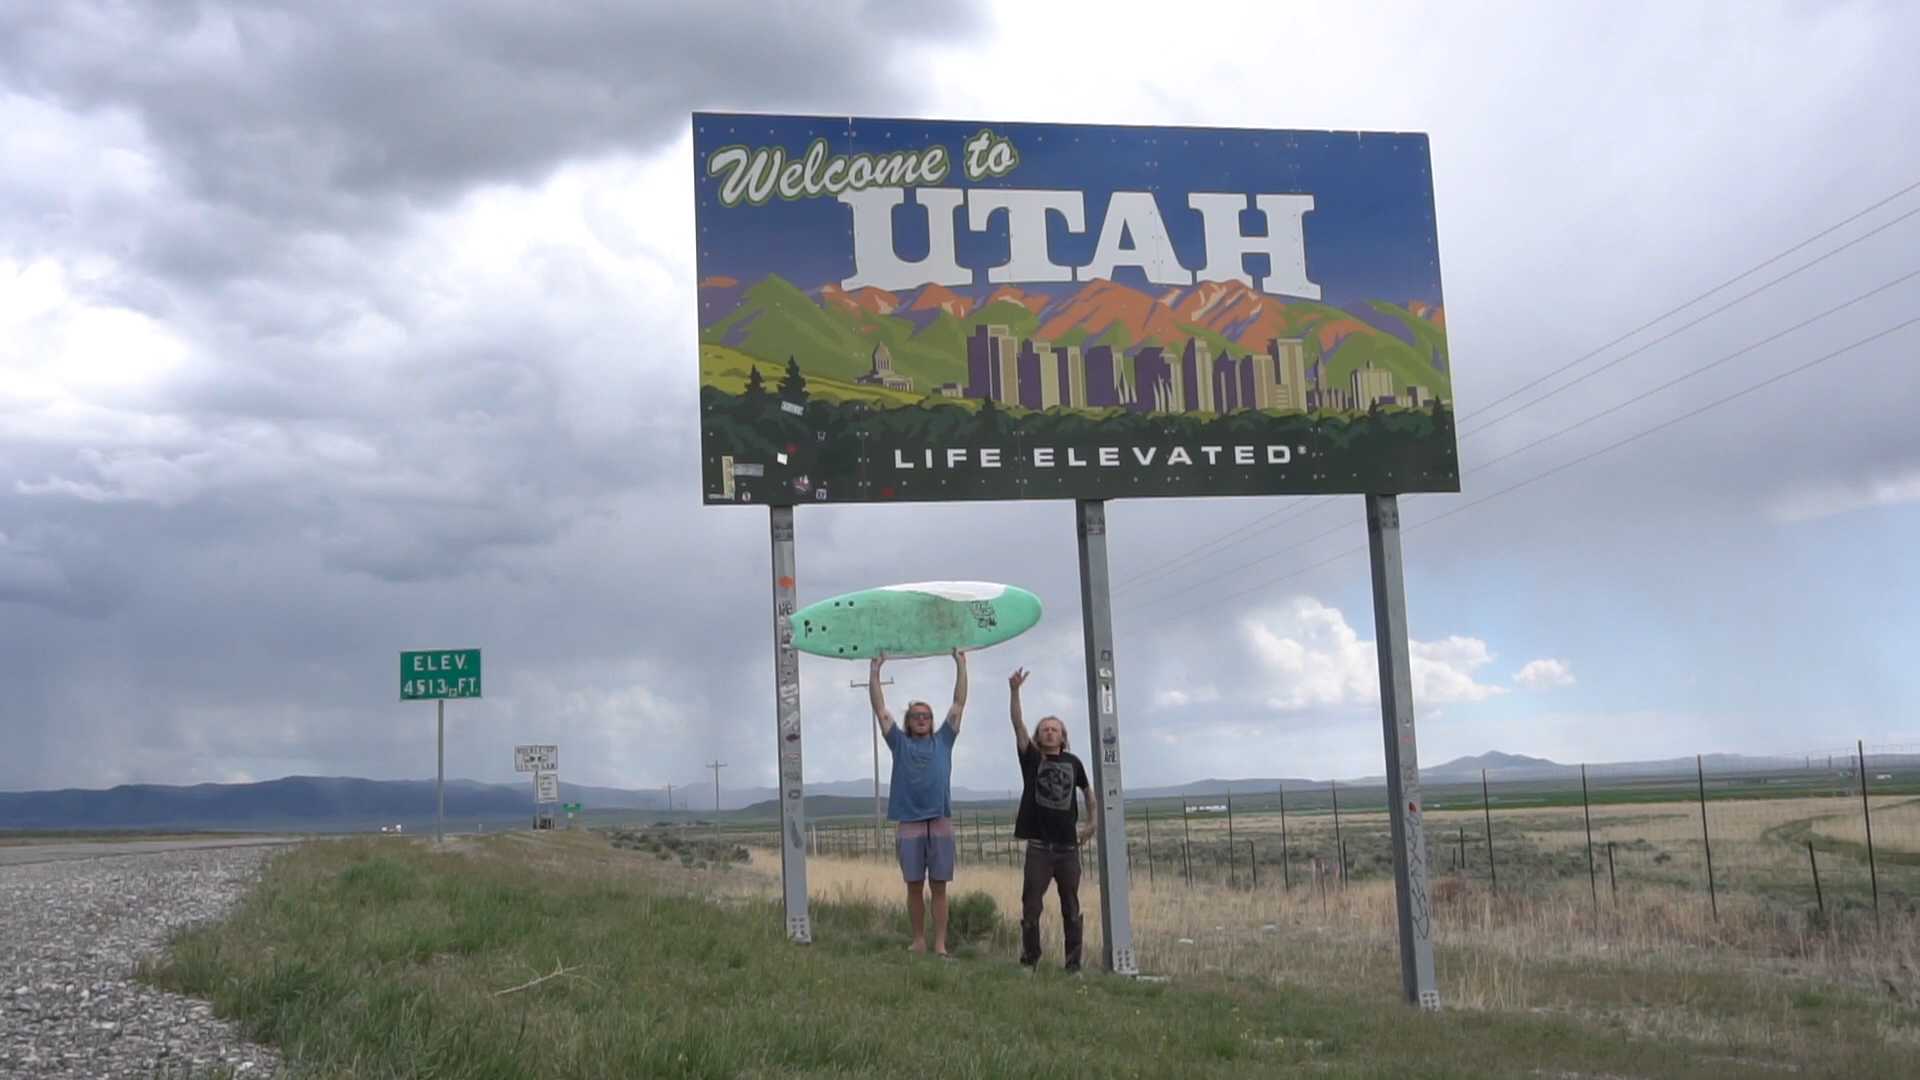 Welcome to
UTAH
LIFE ELEVATED®
ELEV.
4513 FT.